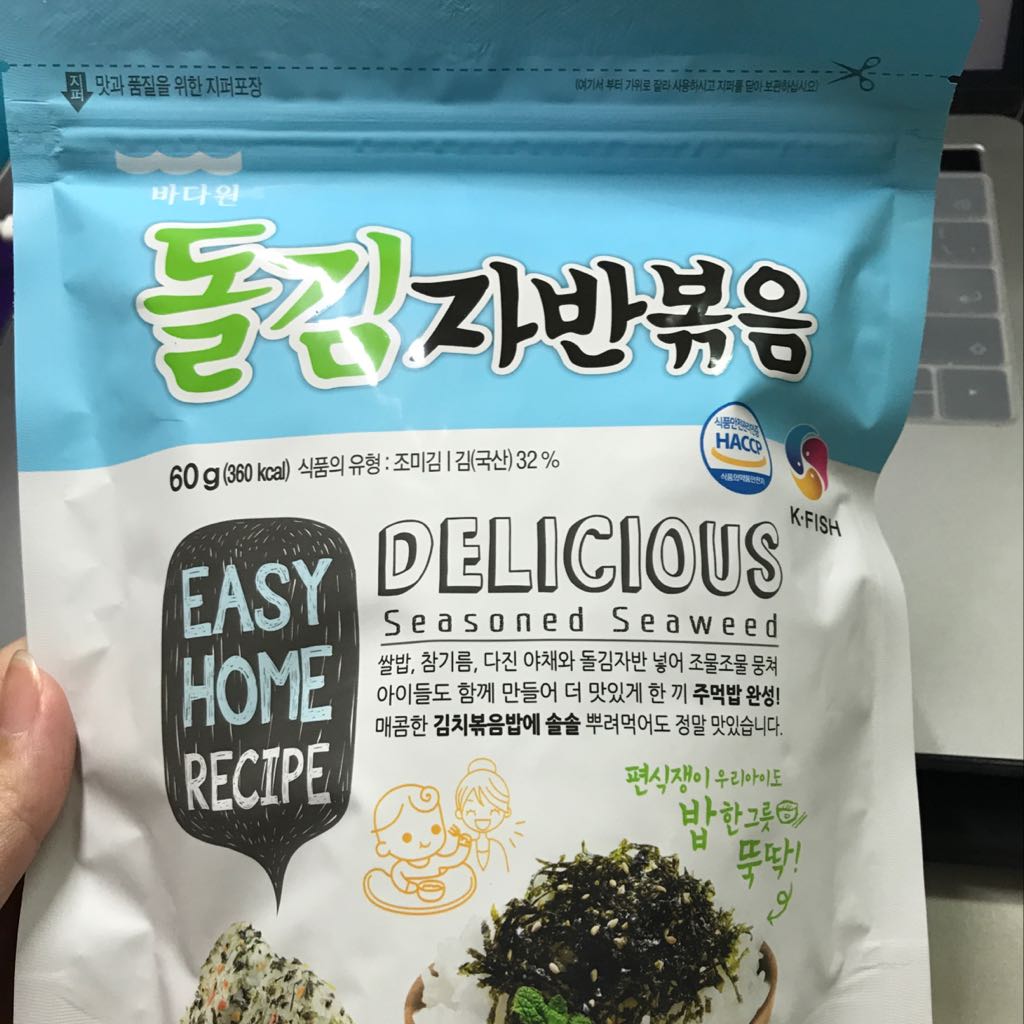 지퍼 맛과 품질을 위한 지퍼포장
(여기서 부터 가위로 잘라 사용하시고 지퍼를 닫아 보관하십시오)
바다원
돌김자반볶음
60 g (360 kcal) 식품의 유형 : 조미김 | 김(국산) 32 %
식품안전관리인증
HACCP
식품의약품안전처
K·FISH
EASY
HOME
RECIPE
DELICIOUS
Seasoned Seaweed
쌀밥, 참기름, 다진 야채와 돌김자반 넣어 조물조물 뭉쳐
아이들도 함께 만들어 더 맛있게 한 끼 주먹밥 완성!
매콤한 김치볶음밥에 솔솔 뿌려먹어도 정말 맛있습니다.
편식쟁이 우리아이도
밥 한그릇
뚝딱!